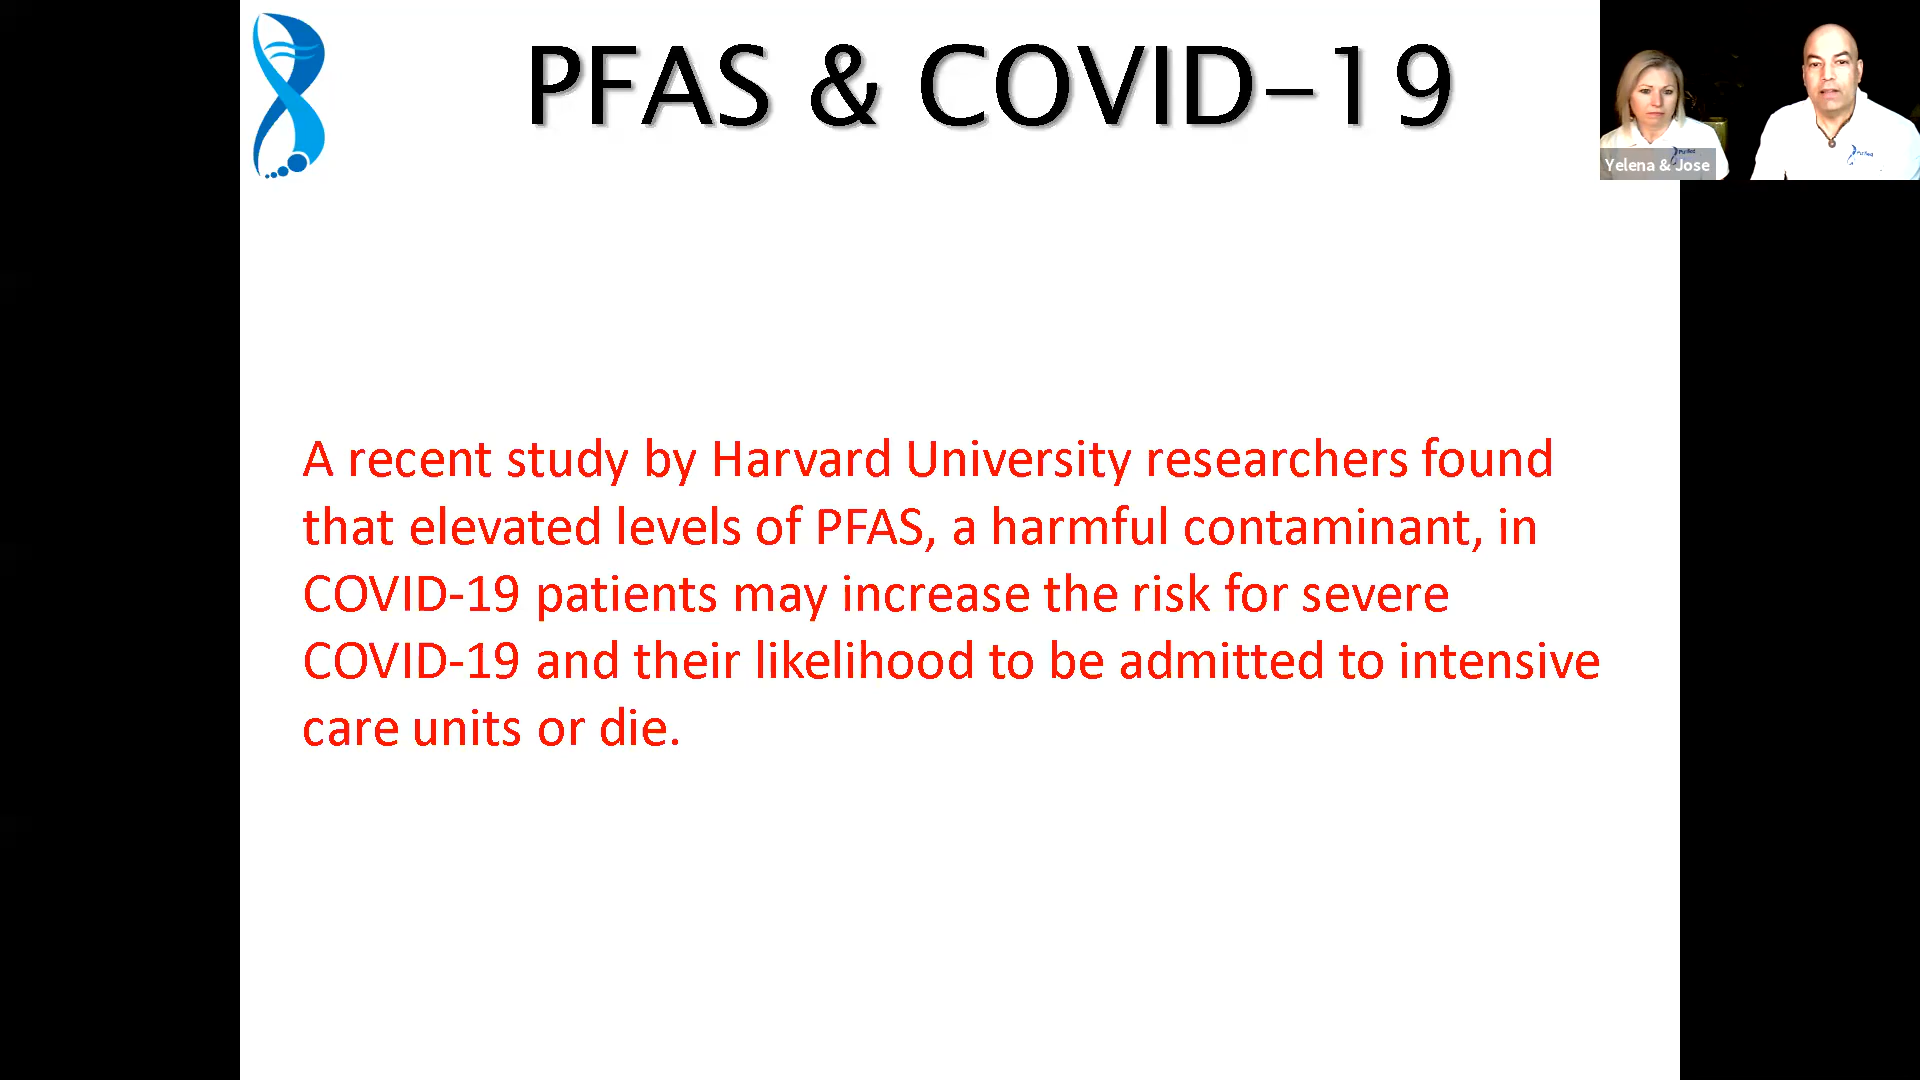 PFAS & COVID-19
Yelena & Jose
A recent study by Harvard University researchers found
that elevated levels of PFAS, a harmful contaminant, in
COVID-19 patients may increase the risk for severe
COVID-19 and their likelihood to be admitted to intensive
care units or die.